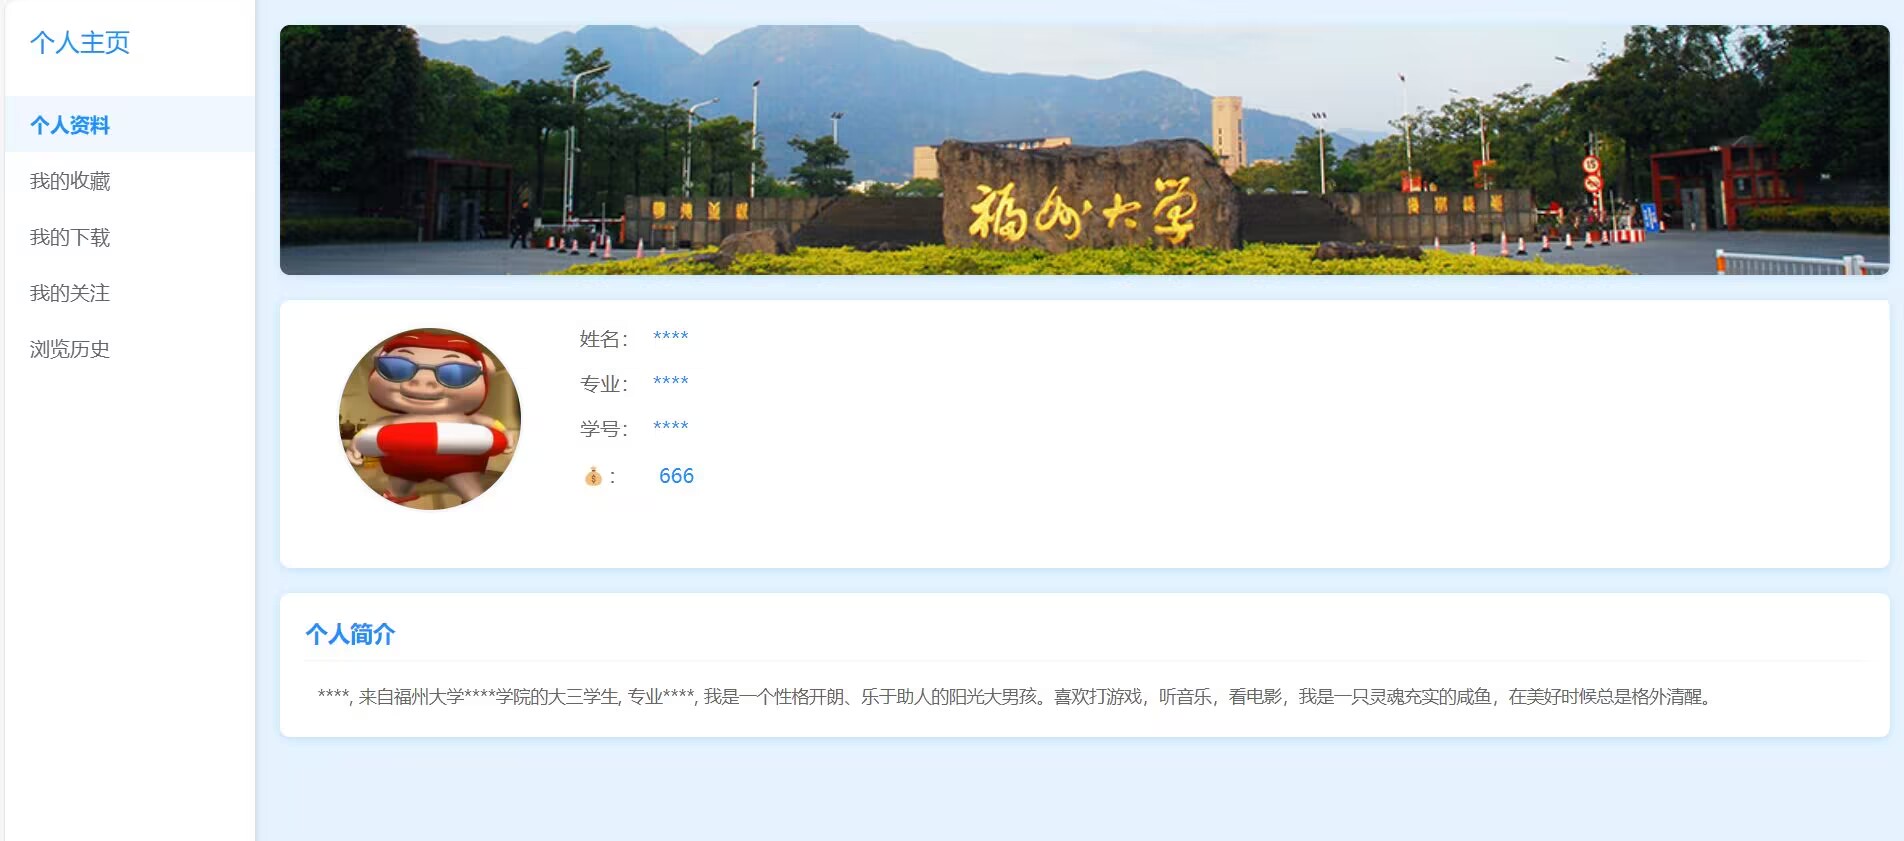 个人主页
个人资料
我的收藏
我的下载
我的关注
浏览历史
福州大学
15
姓名： ****
专业： ****
学号： ****
： 666
个人简介
****, 来自福州大学****学院的大三学生, 专业****, 我是一个性格开朗、乐于助人的阳光大男孩。喜欢打游戏，听音乐，看电影，我是一只灵魂充实的咸鱼，在美好时候总是格外清醒。